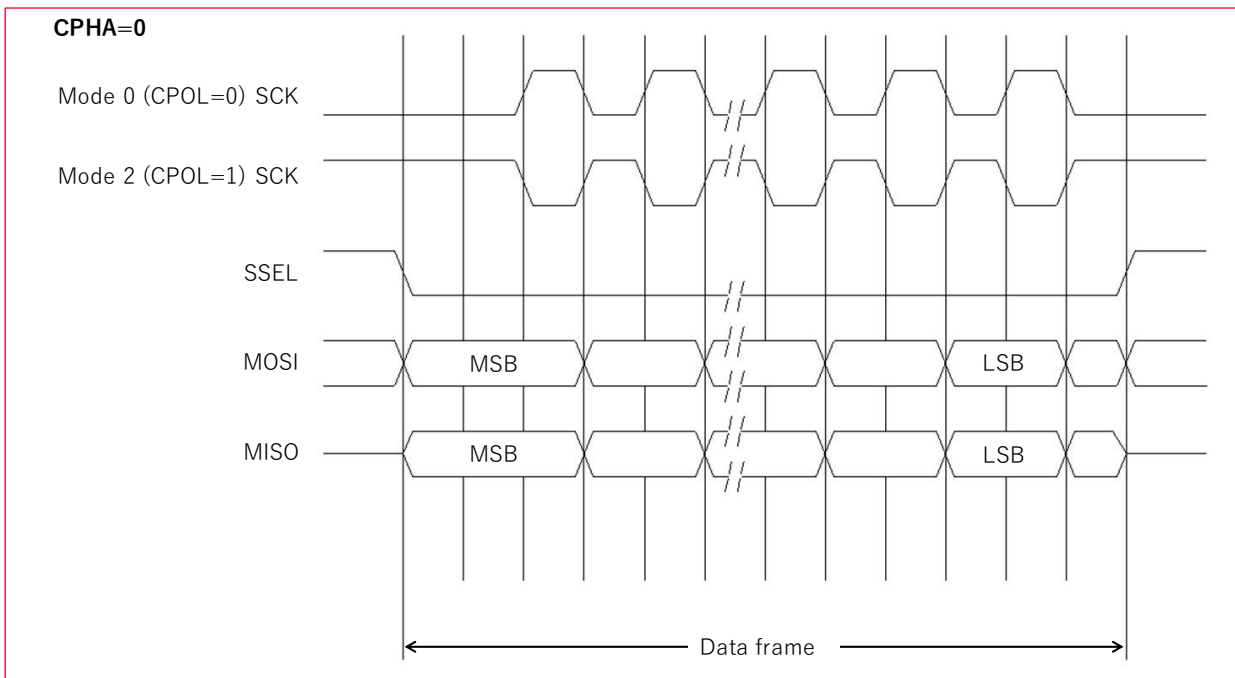 CPHA=0
Mode 0 (CPOL=0) SCK
Mode 2 (CPOL=1) SCK
SSEL
MOSI
MSB
LSB
MISO
MSB
LSB
Data frame